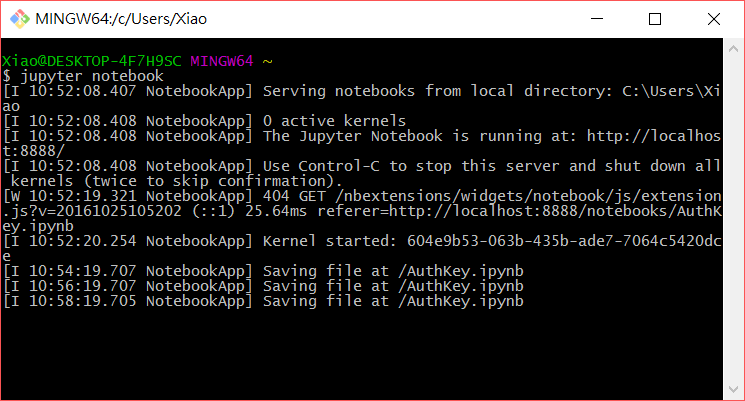 MINGW64:/c/Users/Xiao
Xiao@DESKTOP-4F7H9SC MINGW64 ~
$ jupyter notebook
[I 10:52:08.407 NotebookApp] Serving notebooks from local directory: C:\Users\Xi
ao
[I 10:52:08.408 NotebookApp] 0 active kernels
[I 10:52:08.408 NotebookApp] The Jupyter Notebook is running at: http://localhos
t:8888/
[I 10:52:08.408 NotebookApp] Use Control-C to stop this server and shut down all
 kernels (twice to skip confirmation).
[W 10:52:19.321 NotebookApp] 404 GET /nbextensions/widgets/notebook/js/extension
.js?v=20161025105202 (::1) 25.64ms referer=http://localhost:8888/notebooks/AuthK
ey.ipynb
[I 10:52:20.254 NotebookApp] Kernel started: 604e9b53-063b-435b-ade7-7064c5420dc
e
[I 10:54:19.707 NotebookApp] Saving file at /AuthKey.ipynb
[I 10:56:19.707 NotebookApp] Saving file at /AuthKey.ipynb
[I 10:58:19.705 NotebookApp] Saving file at /AuthKey.ipynb